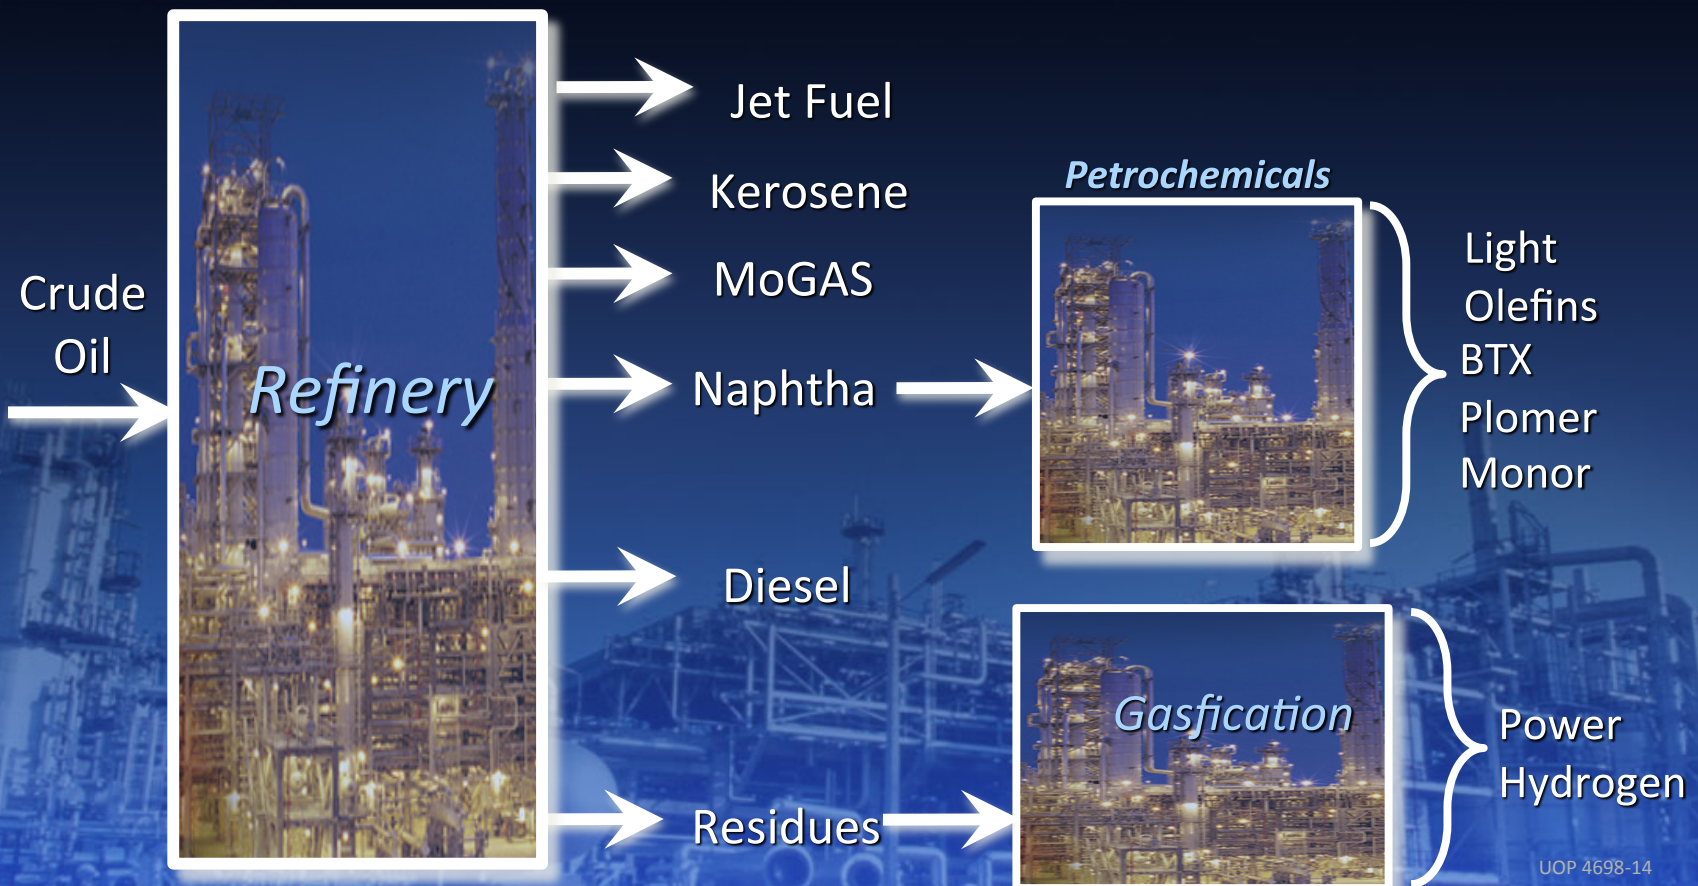 Crude
Oil
Refinery
Jet Fuel
Kerosene
MoGAS
Naphtha
Diesel
Residues
Petrochemicals
Light
Olefins
BTX
Plomer
Monor
Gasfication
Power
Hydrogen
UOP 4698-14